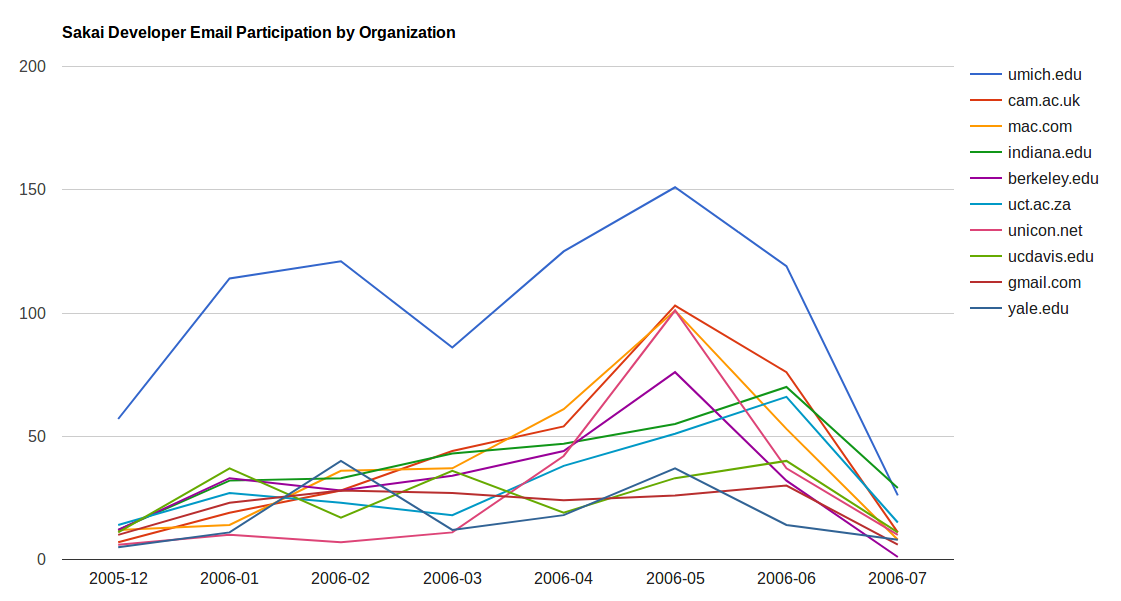 Sakai Developer Email Participation by Organization
200
150
100
50
0
2005-12 2006-01 2006-02 2006-03 2006-04 2006-05 2006-06 2006-07
umich.edu
cam.ac.uk
mac.com
indiana.edu
berkeley.edu
uct.ac.za
unicon.net
ucdavis.edu
gmail.com
yale.edu